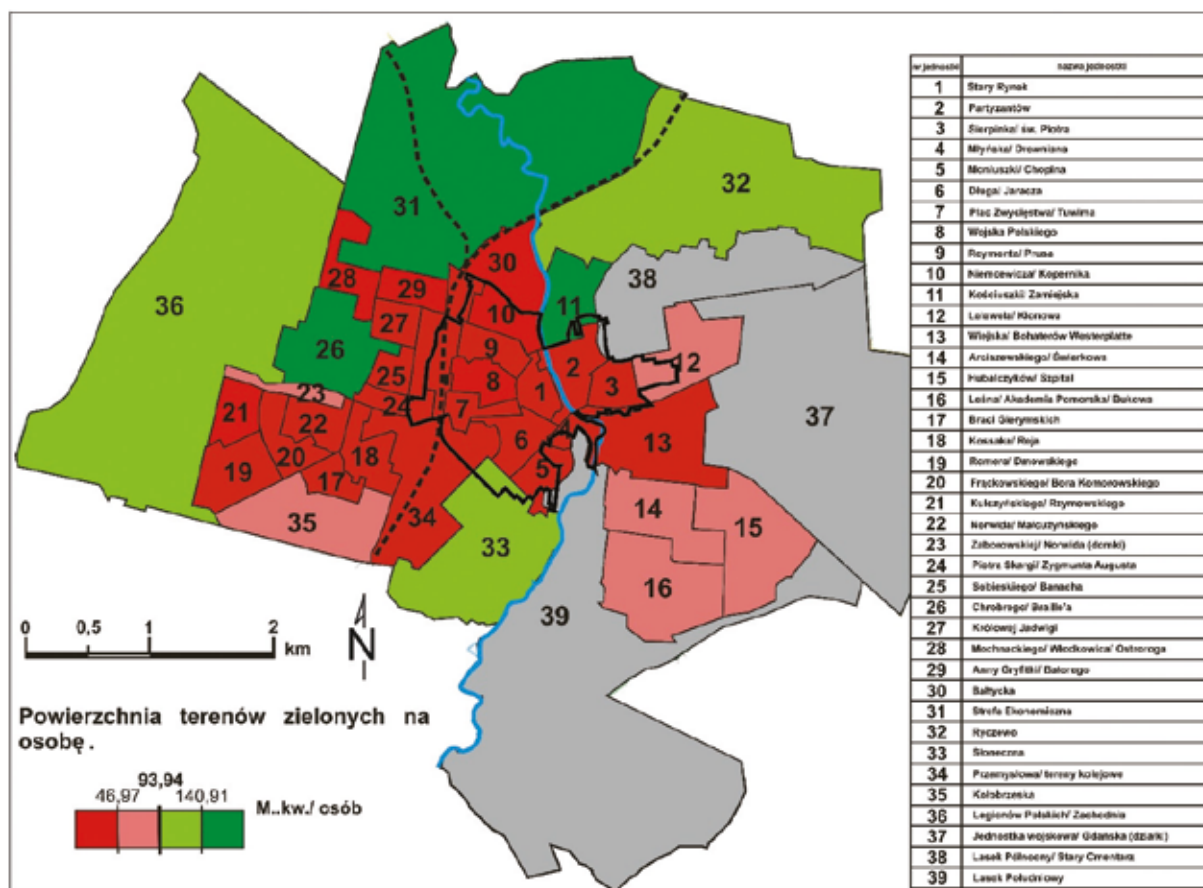 36
31
32
30
38
28
29
11
10
27
26
9
2
12
8
25
1
3
37
23
24
7
21
22
6
13
20
18
4
19
17
5
35
34
14
15
33
16
39
0 0,5 1 2
km
N
Powierzchnia terenów zielonych na
osobę.
93,94
46,97 140,91
M..kw./ osób
nr jednostki nazwa jednostki
1 Stary Rynek
2 Partyzantów
3 Sierpinka/ św. Piotra
4 Młyńska/ Drewniana
5 Moniuszki/ Chopina
6 Długa/ Jaracza
7 Plac Zwycięstwa/ Tuwima
8 Wojska Polskiego
9 Reymonta/ Prusa
10 Niemcewicza/ Kopernika
11 Kościuszki/ Zamiejska
12 Lelewela/ Klonowa
13 Wiejska/ Bohaterów Westerplatte
14 Arciszewskiego/ Świerkowa
15 Hubalczyków/ Szpital
16 Leśna/ Akademia Pomorska/ Bukowa
17 Braci Gierymskich
18 Kossaka/ Reja
19 Romera/ Dmowskiego
20 Frąckowskiego/ Bora Komorowskiego
21 Kulczyńskiego/ Rzymowskiego
22 Norwida/ Małcużyńskiego
23 Zaborowskiej/ Norwida (domki)
24 Piotra Skargi/ Zygmunta Augusta
25 Sobieskiego/ Banacha
26 Chrobrego/ Braille'a
27 Królowej Jadwigi
28 Mochnackiego/ Wlodkowica/ Ostroroga
29 Anny Gryfitki/ Batorego
30 Bałtycka
31 Strefa Ekonomiczna
32 Ryczewo
33 Słoneczna
34 Przemysłowa/ tereny kolejowe
35 Kołobrzeska
36 Legionów Polskich/ Zachodnia
37 Jednostka wojskowa/ Gdańska (działki)
38 Lasek Północny/ Stary Cmentarz
39 Lasek Południowy